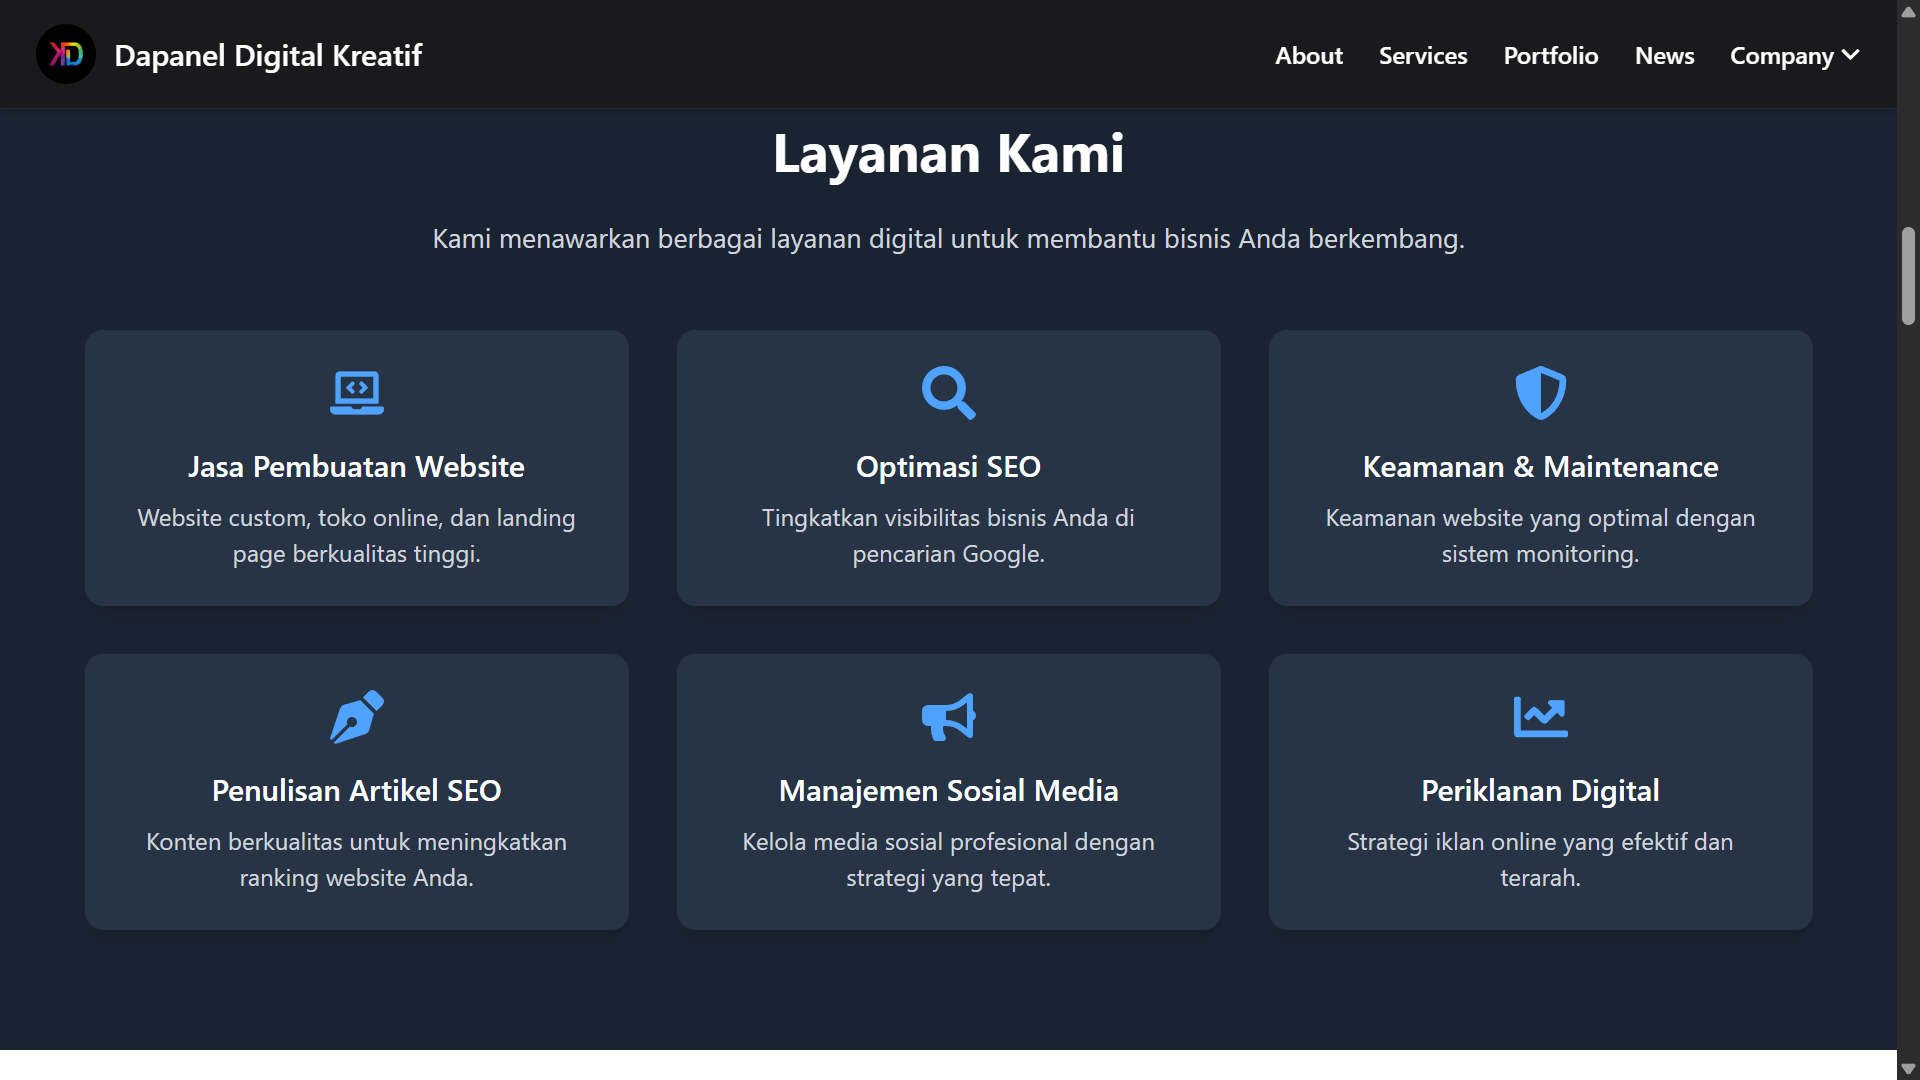 KD
Dapanel Digital Kreatif
About
Services
Portfolio
News
Company
Layanan Kami
Kami menawarkan berbagai layanan digital untuk membantu bisnis Anda berkembang.
Jasa Pembuatan Website
Website custom, toko online, dan landing
page berkualitas tinggi.
Optimasi SEO
Tingkatkan visibilitas bisnis Anda di
pencarian Google.
Keamanan & Maintenance
Keamanan website yang optimal dengan
sistem monitoring.
Penulisan Artikel SEO
Konten berkualitas untuk meningkatkan
ranking website Anda.
Manajemen Sosial Media
Kelola media sosial profesional dengan
strategi yang tepat.
Periklanan Digital
Strategi iklan online yang efektif dan
terarah.